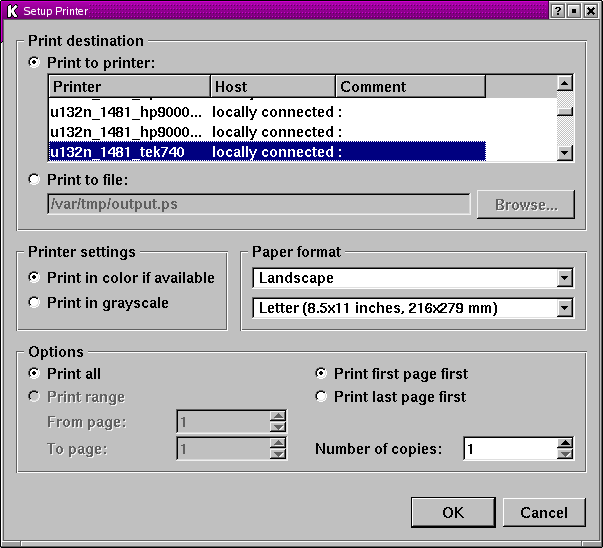 K Setup Printer ?
Print destination
Print to printer:
Printer Host Comment
u132n_1481_hp9000... locally connected :
u132n_1481_hp9000... locally connected :
u132n_1481_tek740 locally connected :
Print to file:
/var/tmp/output.ps Browse...
Printer settings Paper format
Print in color if available Landscape
Print in grayscale Letter (8.5x11 inches, 216x279 mm)
Options
Print all Print first page first
Print range Print last page first
From page: 1
To page: 1 Number of copies: 1
OK Cancel